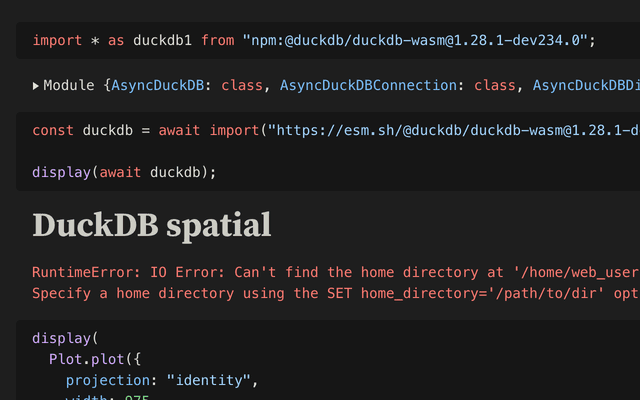 import * as duckdb1 from "npm:@duckdb/duckdb-wasm@1.28.1-dev234.0";
Module {AsyncDuckDB: class, AsyncDuckDBConnection: class, AsyncDuckDBDi
const duckdb = await import("https://esm.sh/@duckdb/duckdb-wasm@1.28.1-d
display(await duckdb);
DuckDB spatial
RuntimeError: IO Error: Can't find the home directory at '/home/web_user
Specify a home directory using the SET home_directory='/path/to/dir' opt
display(
Plot.plot({
projection: "identity",
width: 975